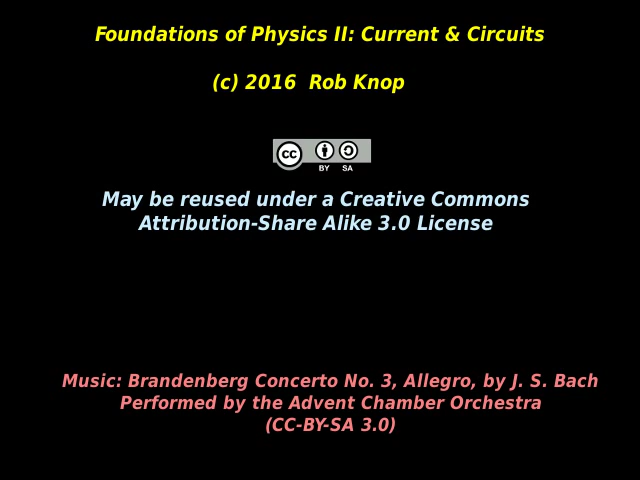 Foundations of Physics II: Current & Circuits
(c) 2016 Rob Knop
cc
BY SA
May be reused under a Creative Commons
Attribution-Share Alike 3.0 License
Music: Brandenberg Concerto No. 3, Allegro, by J. S. Bach
Performed by the Advent Chamber Orchestra
(CC-BY-SA 3.0)